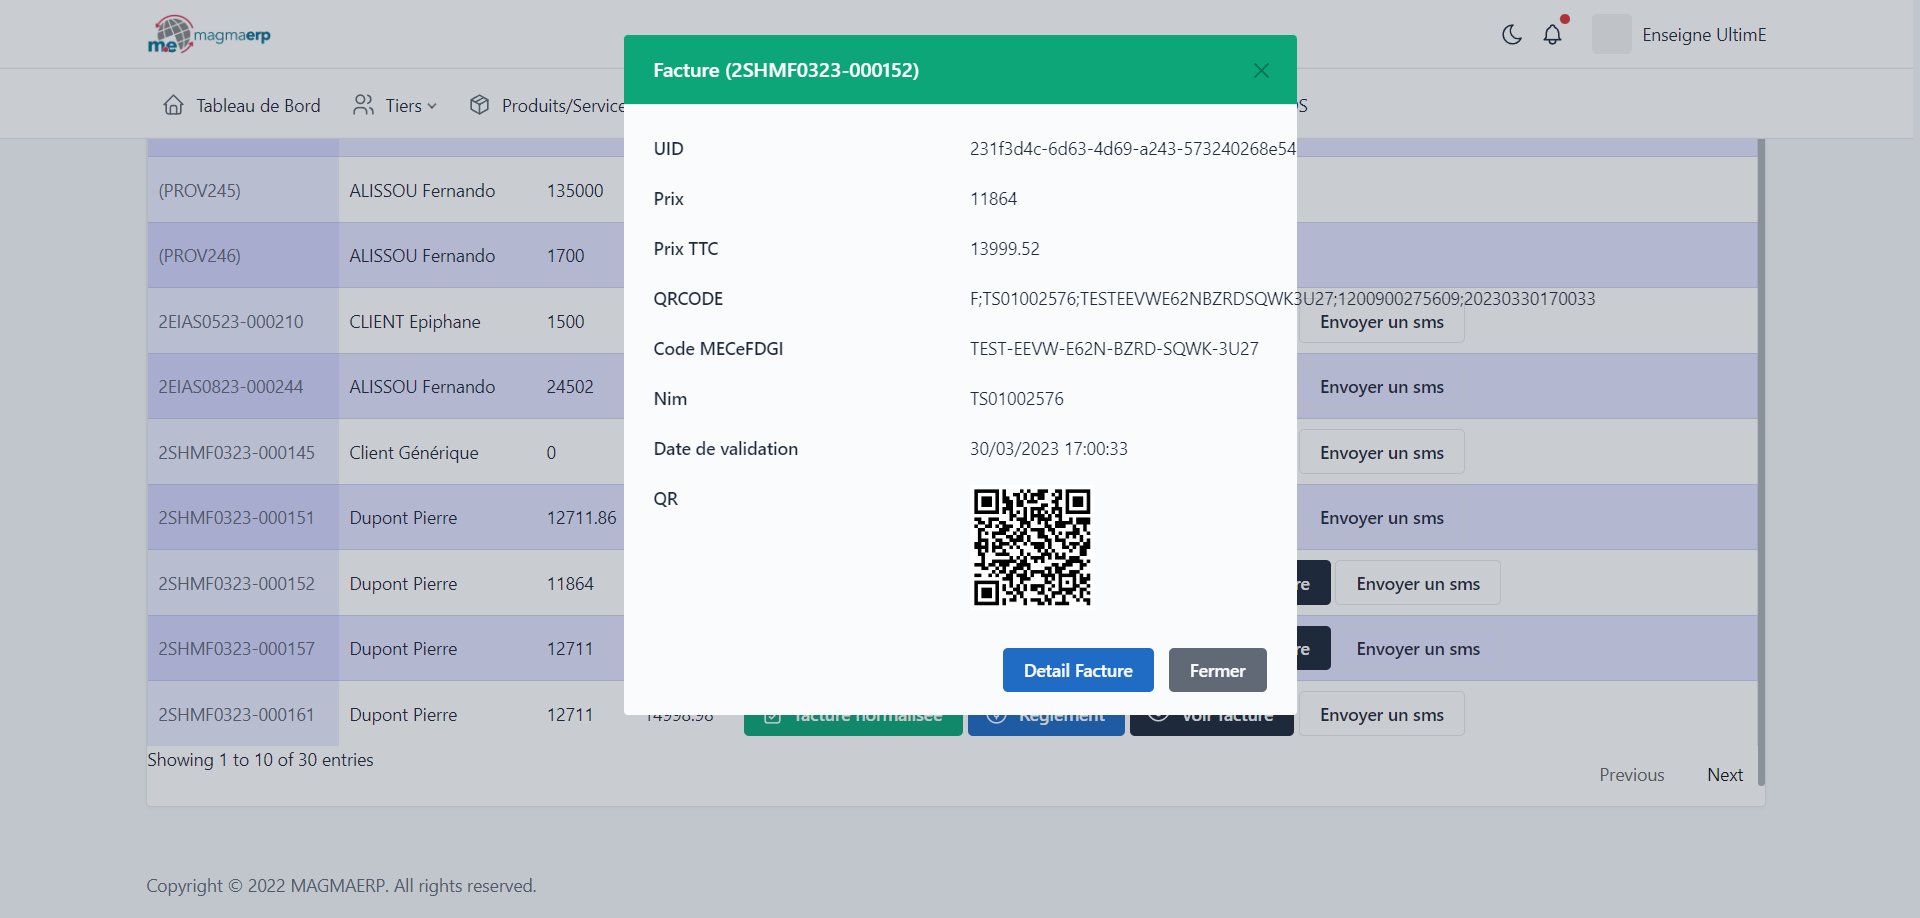 me magmaerp
Enseigne UltimE
Tableau de Bord
Tiers
Produits/Service
Facture (2SHMF0323-000152)
UID 231f3d4c-6d63-4d69-a243-573240268e54
Prix 11864
Prix TTC 13999.52
QRCODE F;TS01002576;TESTEEVWE62NBZRDSQWK3U27;1200900275609;20230330170033
Code MECeFDGI TEST-EEVW-E62N-BZRD-SQWK-3U27
Nim TS01002576
Date de validation 30/03/2023 17:00:33
QR
Detail Facture
Fermer
(PROV245) ALISSOU Fernando 135000
(PROV246) ALISSOU Fernando 1700
2EIAS0523-000210 CLIENT Epiphane 1500 Envoyer un sms
2EIAS0823-000244 ALISSOU Fernando 24502 Envoyer un sms
2SHMF0323-000145 Client Générique 0 Envoyer un sms
2SHMF0323-000151 Dupont Pierre 12711.86 Envoyer un sms
2SHMF0323-000152 Dupont Pierre 11864 re Envoyer un sms
2SHMF0323-000157 Dupont Pierre 12711 re Envoyer un sms
2SHMF0323-000161 Dupont Pierre 12711 14998.98 facture normalisée Règlement Voir facture Envoyer un sms
Showing 1 to 10 of 30 entries
Previous
Next
Copyright © 2022 MAGMAERP. All rights reserved.